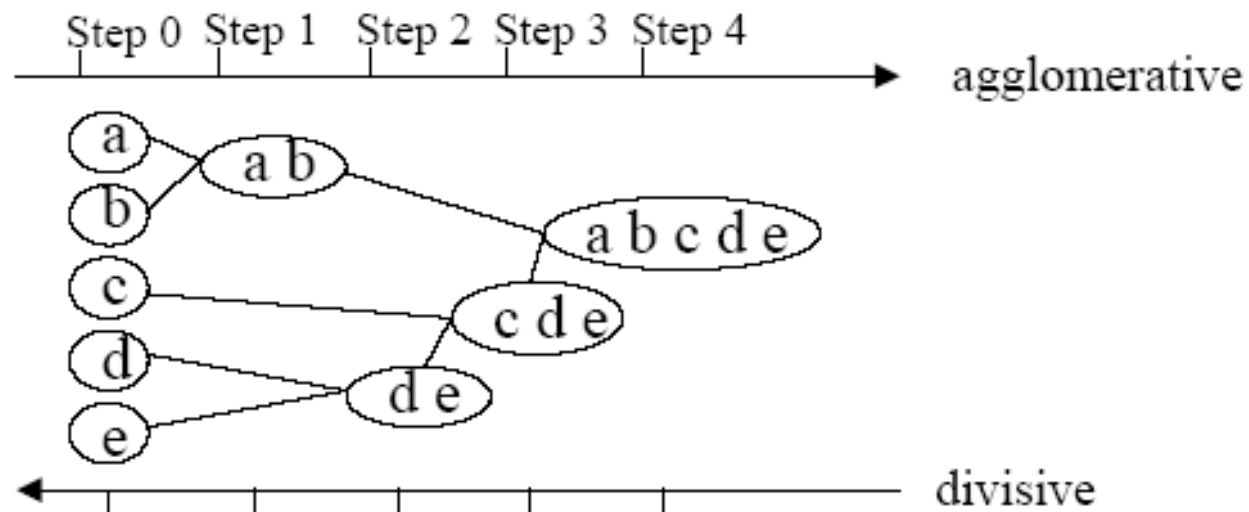 Step 0 Step 1 Step 2 Step 3 Step 4
agglomerative
a
a b
b
a b c d e
c
c d e
d
d e
e
divisive